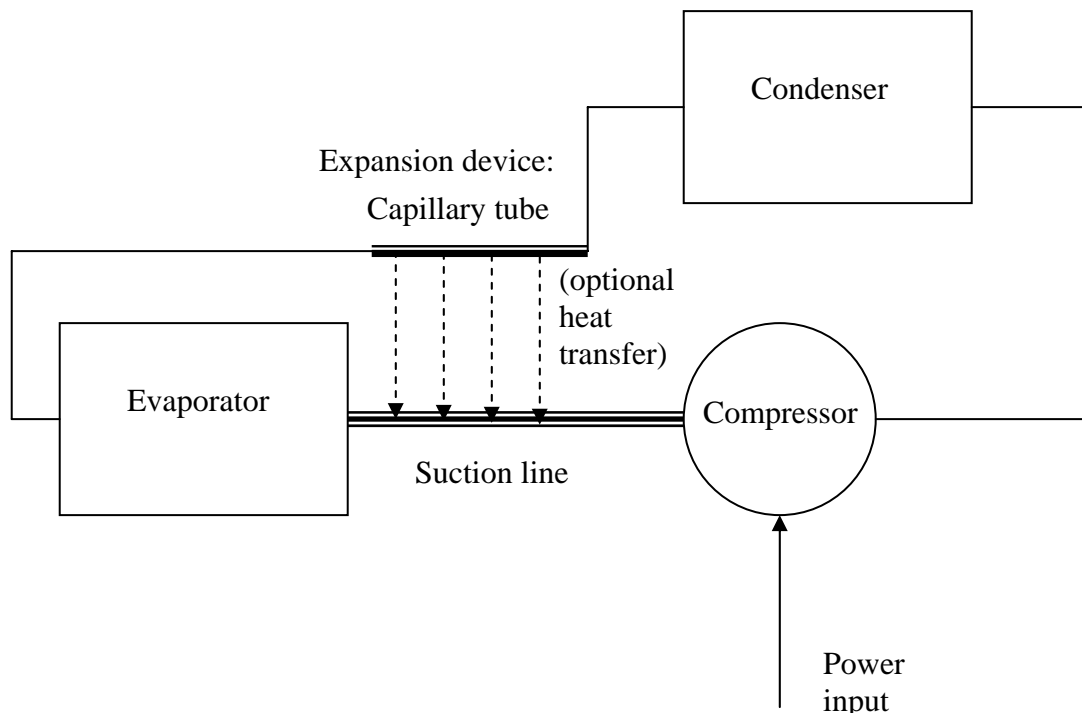 Condenser
Expansion device:
Capillary tube
(optional
heat
transfer)
Evaporator
Compressor
Suction line
Power
input